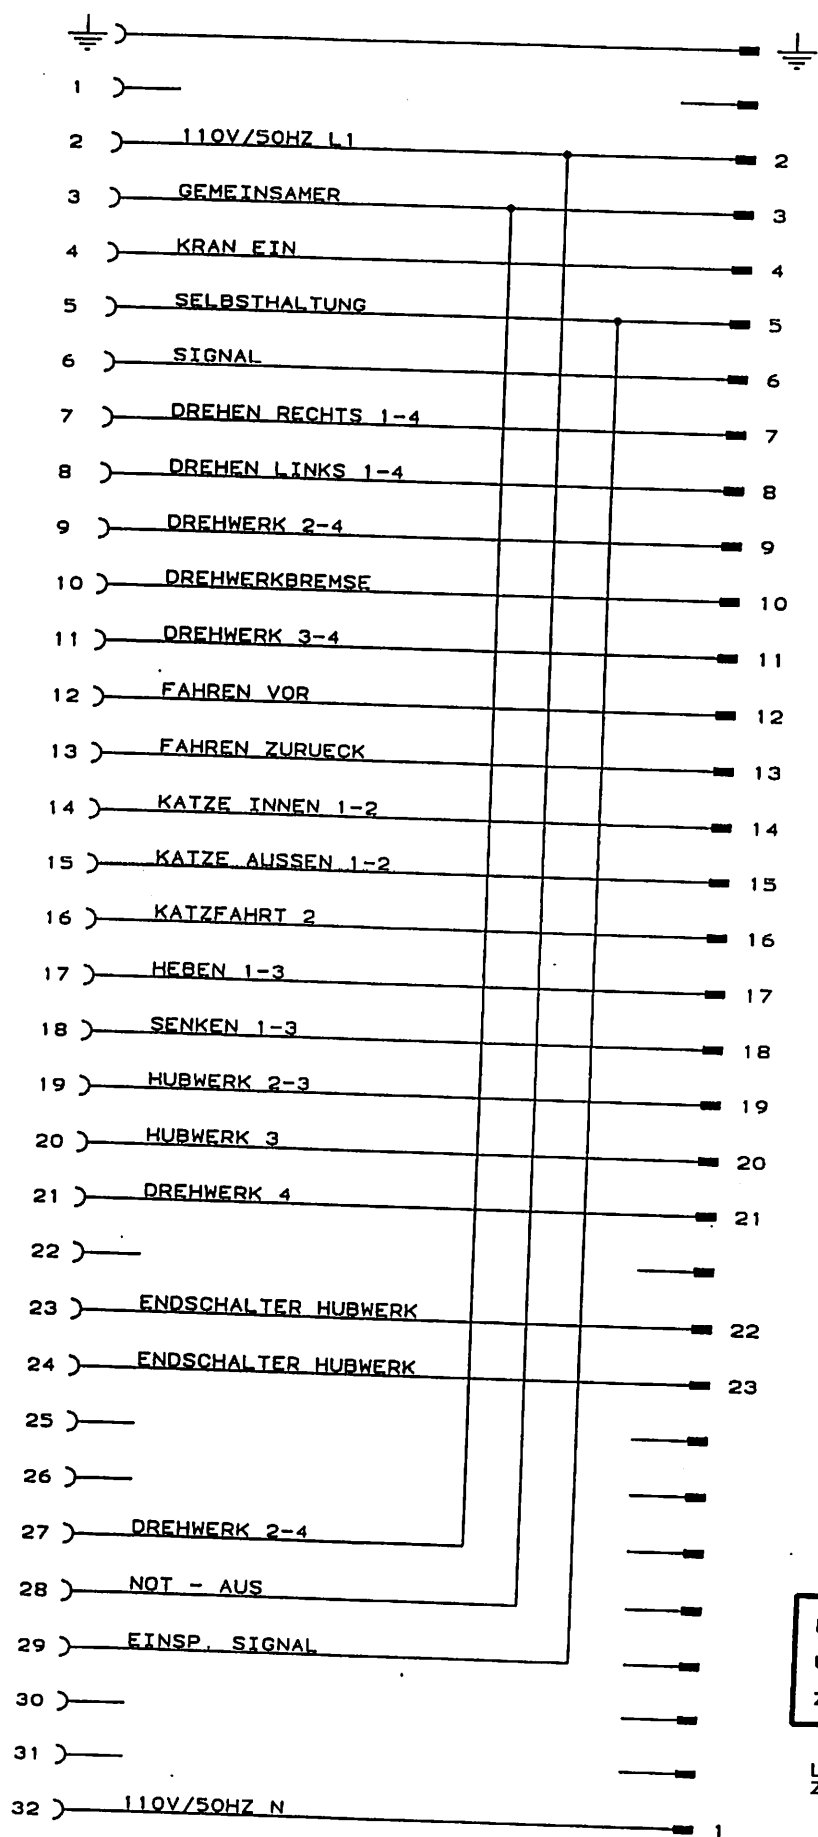 1
2 110V/50HZ L1 2
3 GEMEINSAMER 3
4 KRAN EIN 4
5 SELBSTHALTUNG 5
6 SIGNAL 6
7 DREHEN RECHTS 1-4 7
8 DREHEN LINKS 1-4 8
9 DREHWERK 2-4 9
10 DREHWERKBREMSE 10
11 DREHWERK 3-4 11
12 FAHREN VOR 12
13 FAHREN ZURUECK 13
14 KATZE INNEN 1-2 14
15 KATZE AUSSEN 1-2 15
16 KATZFAHRT 2 16
17 HEBEN 1-3 17
18 SENKEN 1-3 18
19 HUBWERK 2-3 19
20 HUBWERK 3 20
21 DREHWERK 4 21
22
23 ENDSCHALTER HUBWERK 22
24 ENDSCHALTER HUBWERK 23
25
26
27 DREHWERK 2-4
28 NOT - AUS
29 EINSP. SIGNAL
30
31
32 110V/50HZ N 1